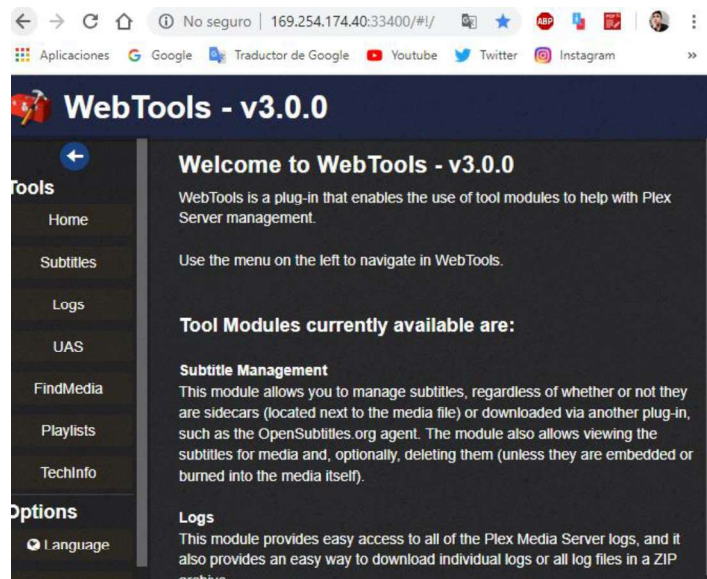 No seguro | 169.254.174.40:33400/#!/
ABP
Aplicaciones Google Traductor de Google Youtube Twitter Instagram »
WebTools - v3.0.0
Tools
Home
Subtitles
Logs
UAS
FindMedia
Playlists
TechInfo
Options
Language
Welcome to WebTools - v3.0.0
WebTools is a plug-in that enables the use of tool modules to help with Plex
Server management.
Use the menu on the left to navigate in WebTools.
Tool Modules currently available are:
Subtitle Management
This module allows you to manage subtitles, regardless of whether or not they
are sidecars (located next to the media file) or downloaded via another plug-in,
such as the OpenSubtitles.org agent. The module also allows viewing the
subtitles for media and, optionally, deleting them (unless they are embedded or
burned into the media itself).
Logs
This module provides easy access to all of the Plex Media Server logs, and it
also provides an easy way to download individual logs or all log files in a ZIP